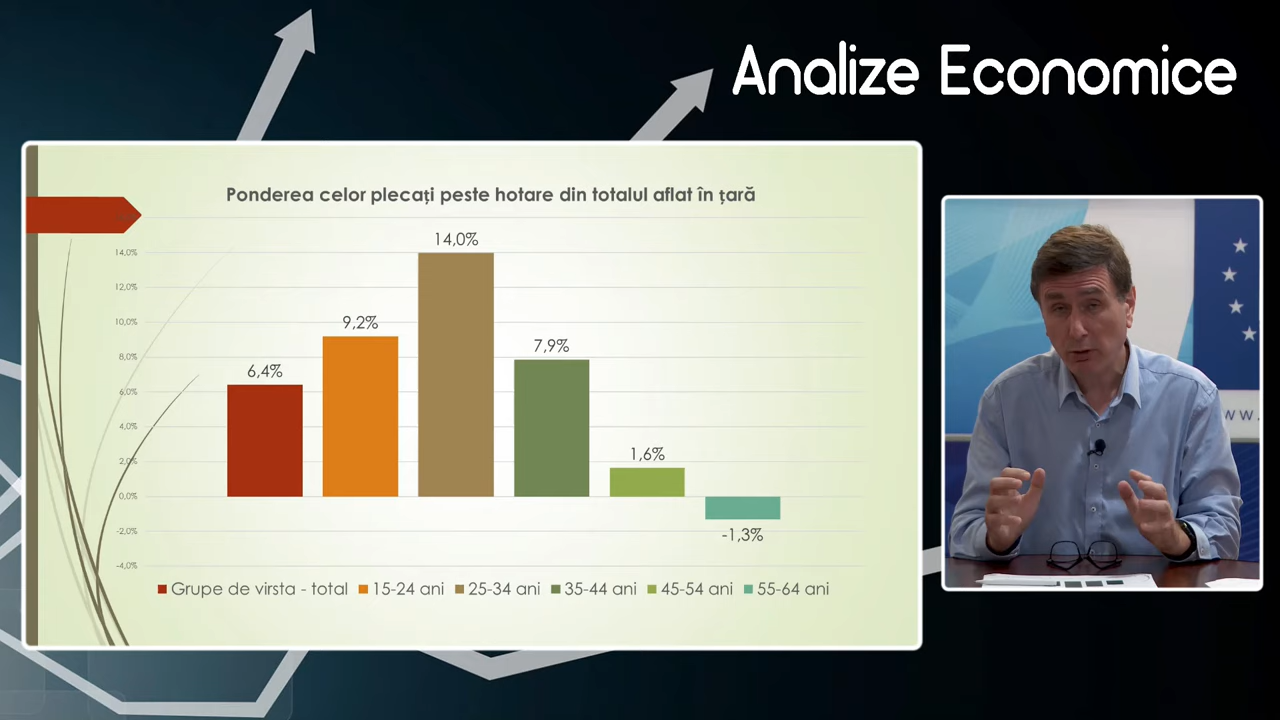 Analize Economice
Ponderea celor plecați peste hotare din totalul aflat în țară
14,0%
12,0%
10,0%
8,0%
6,0%
4,0%
2,0%
0,0%
-2,0%
-4,0%
6,4%
9,2%
14,0%
7,9%
1,6%
-1,3%
Grupe de virsta - total
15-24 ani
25-34 ani
35-44 ani
45-54 ani
55-64 ani